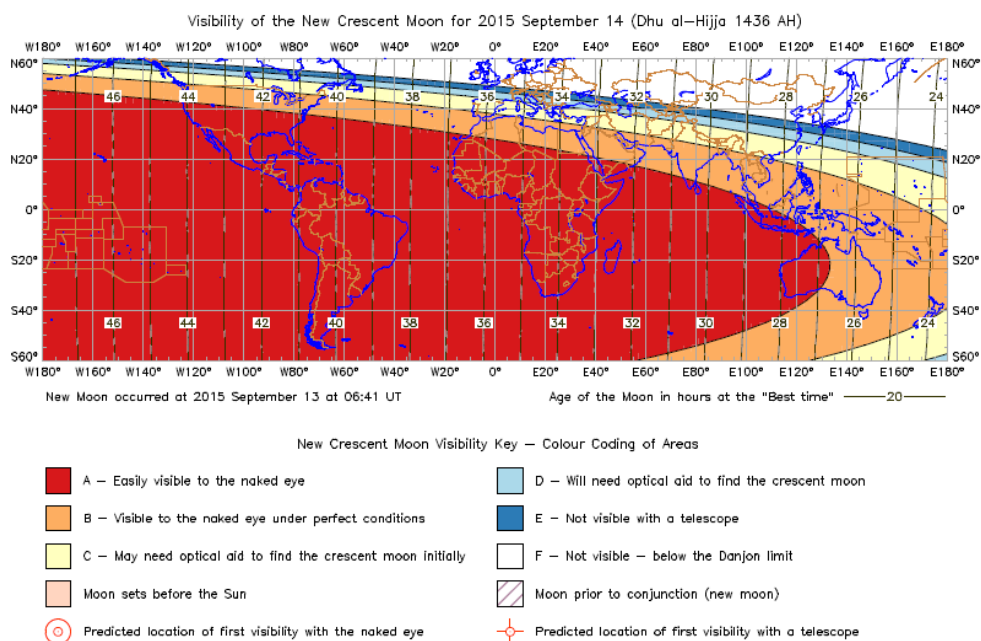 Visibility of the New Crescent Moon for 2015 September 14 (Dhu al-Hijja 1436 AH)
W180° W160° W140° W120° W100° W80° W60° W40° W20° 0° E20° E40° E60° E80° E100° E120° E140° E160° E180°
N60° N60°
46 44 42 40 38 36 34 32 30 28 26 24
N40° N40°
N20° N20°
0° 0°
S20° S20°
S40° S40°
46 44 42 40 38 36 34 32 30 28 26 24
S60° S60°
W180° W160° W140° W120° W100° W80° W60° W40° W20° 0° E20° E40° E60° E80° E100° E120° E140° E160° E180°
New Moon occurred at 2015 September 13 at 06:41 UT
Age of the Moon in hours at the "Best time" 20
New Crescent Moon Visibility Key – Colour Coding of Areas
A – Easily visible to the naked eye
D – Will need optical aid to find the crescent moon
B – Visible to the naked eye under perfect conditions
E – Not visible with a telescope
C – May need optical aid to find the crescent moon initially
F – Not visible – below the Danjon limit
Moon sets before the Sun
Moon prior to conjunction (new moon)
Predicted location of first visibility with the naked eye
Predicted location of first visibility with a telescope